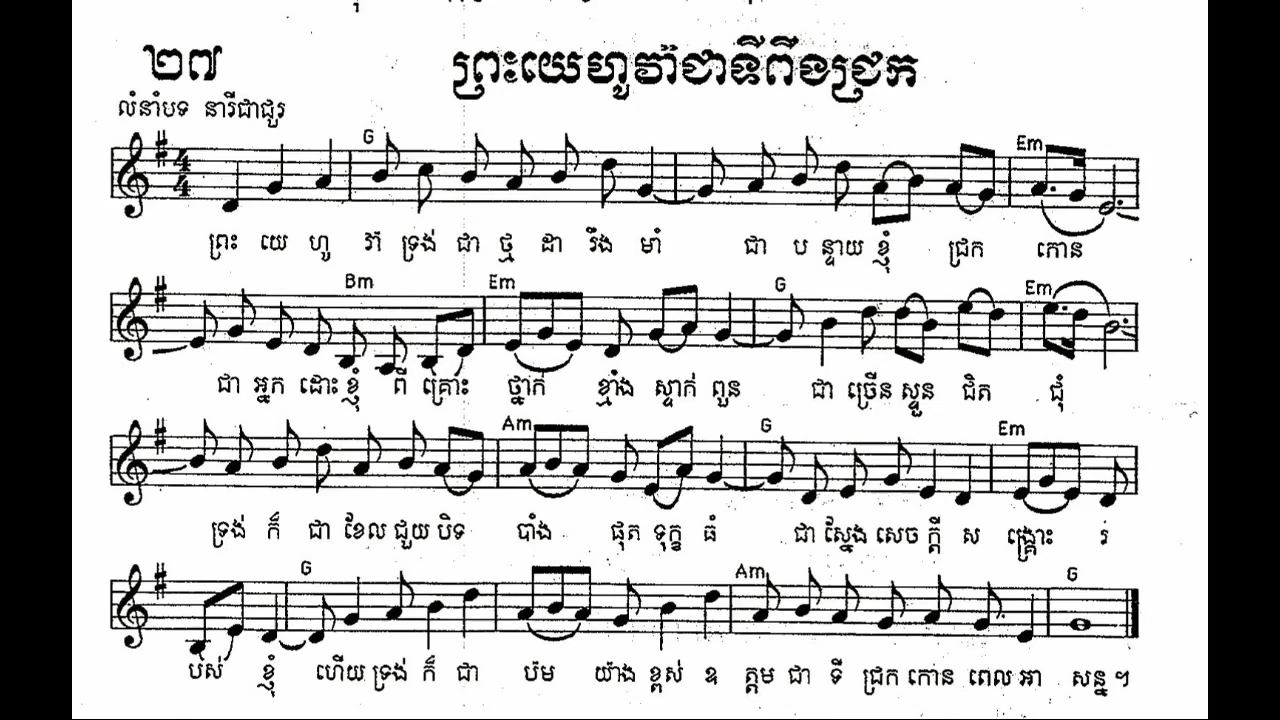 ២៧ ព្រះយេហូវ៉ាជាទីពឹងជ្រក
លំនាំបទ នារីជាជួរ
G Em
ព្រះ យេ ហូ វ៉ា ទ្រង់ ជា ថ្ម ដា រឹង មាំ ជា ប ន្ទាយ ខ្ញុំ ជ្រក កោន
Bm Em G Em
ជា អ្នក ដោះ ខ្ញុំ ពី គ្រោះ ថ្នាក់ ខ្មាំង ស្ទាក់ ពួន ជា ច្រើន ស្ទួន ជិត ជុំ
Am G Em
ទ្រង់ ក៏ ជា ខែល ជួយ បិទ បាំង ផុត ទុក្ខ ធំ ជា ស្នែង សេច ក្ដី ស ង្គ្រោះ រ
G Am G
ប៉ស់ ខ្ញុំ ហើយ ទ្រង់ ក៏ ជា ប៉ម យ៉ាង ខ្ពស់ ឧ ត្ដម ជា ទី ជ្រក កោន ពេល អា សន្ន ។